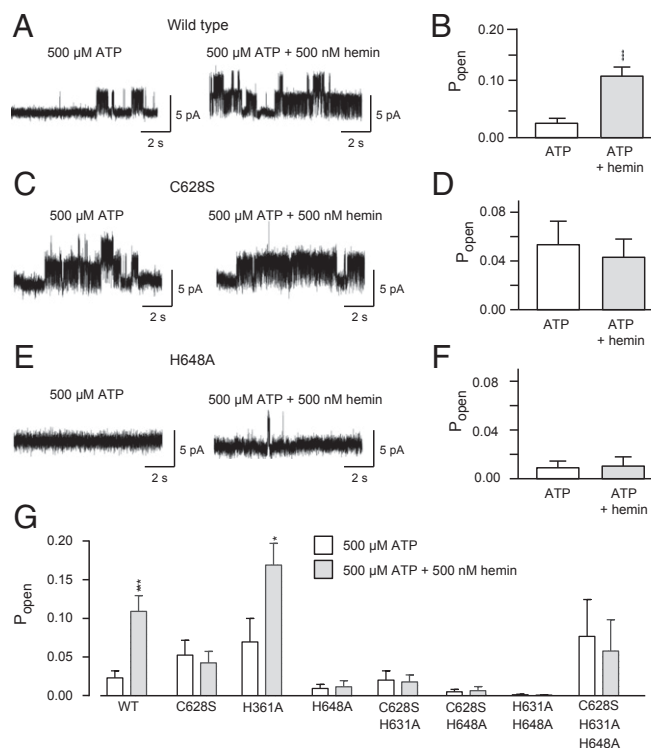 A
Wild type
500 µM ATP
500 µM ATP + 500 nM hemin
5 pA
5 pA
2 s
2 s
B
Popen
0.20
0.10
0.00
***
ATP
ATP
+ hemin
C
C628S
500 µM ATP
500 µM ATP + 500 nM hemin
5 pA
5 pA
2 s
2 s
D
Popen
0.08
0.04
0.00
ATP
ATP
+ hemin
E
H648A
500 µM ATP
500 µM ATP + 500 nM hemin
5 pA
5 pA
2 s
2 s
F
Popen
0.08
0.04
0.00
ATP
ATP
+ hemin
G
Popen
0.20
0.15
0.10
0.05
0.00
***
*
500 µM ATP
500 µM ATP + 500 nM hemin
WT
C628S
H361A
H648A
C628S
H631A
C628S
H648A
H631A
H648A
C628S
H631A
H648A